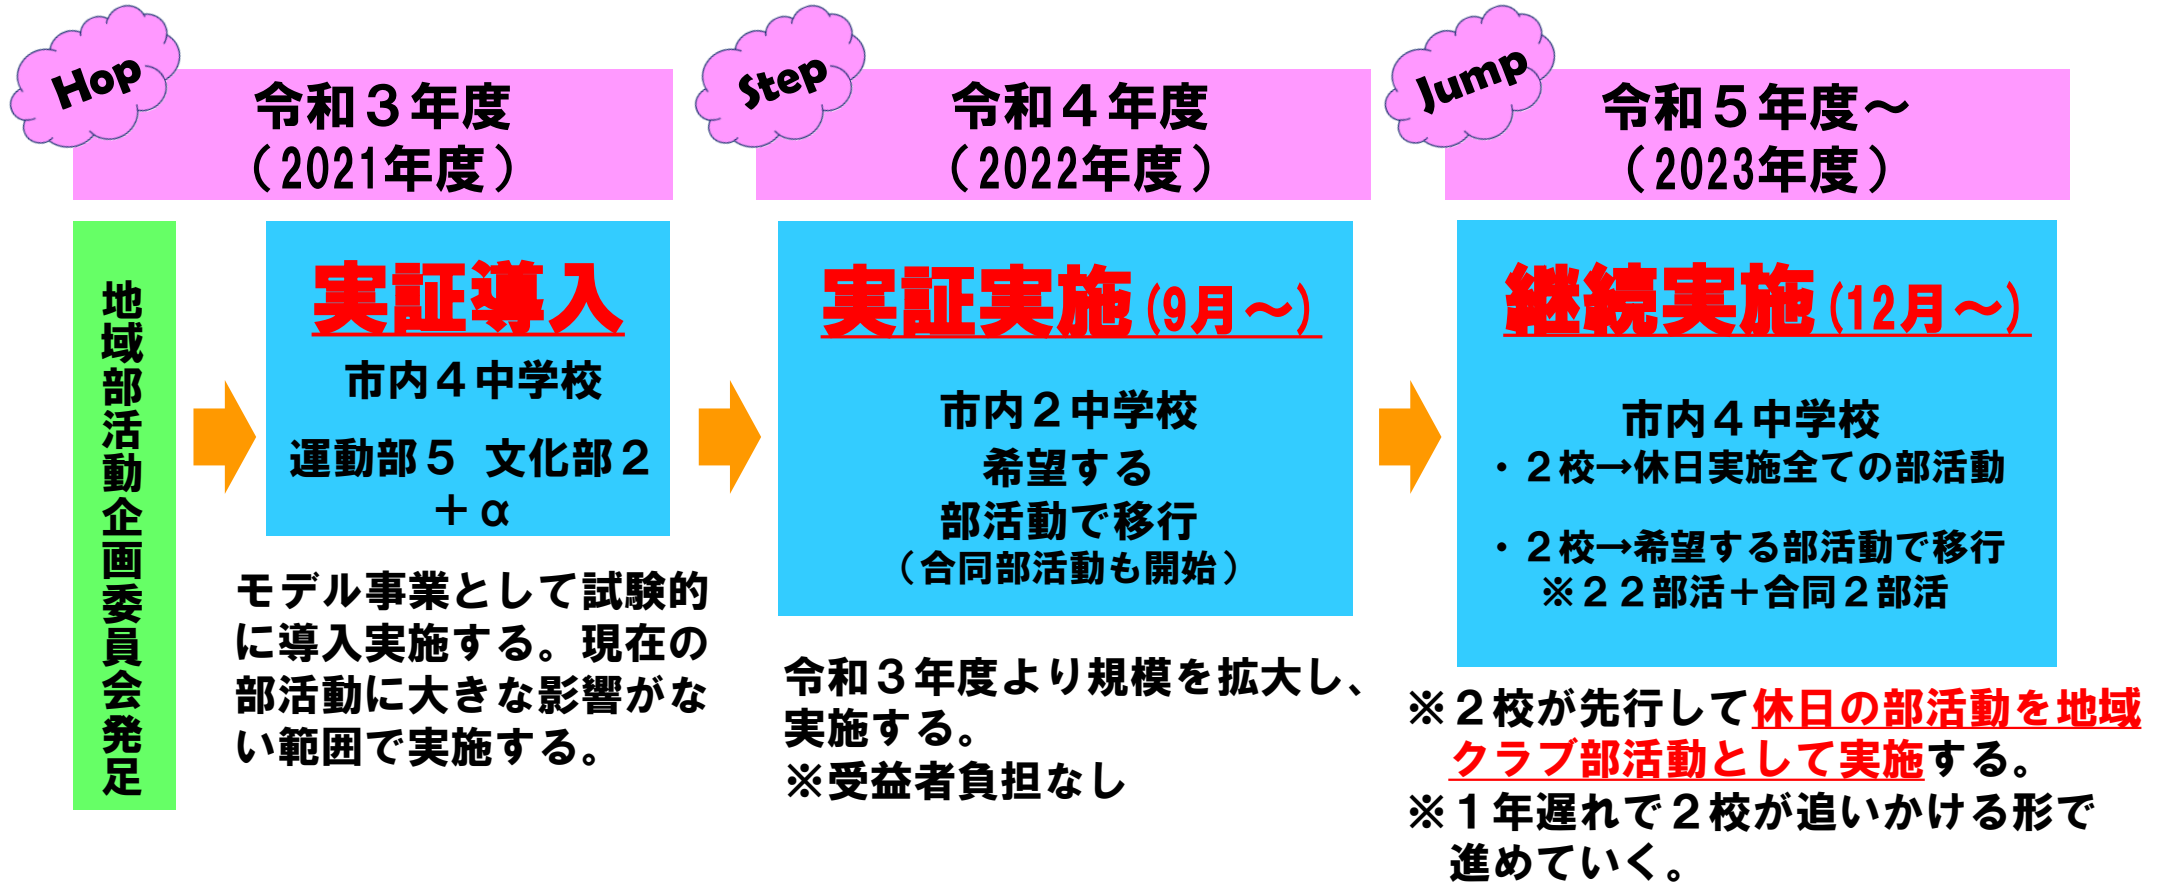 Hop
令和３年度
（2021年度）
地域部活動企画委員会発足
実証導入
市内４中学校
運動部５ 文化部２
＋α
モデル事業として試験的
に導入実施する。現在の
部活動に大きな影響がな
い範囲で実施する。
Step
令和４年度
（2022年度）
実証実施(9月～)
市内２中学校
希望する
部活動で移行
（合同部活動も開始）
令和３年度より規模を拡大し、
実施する。
※受益者負担なし
Jump
令和５年度～
（2023年度）
継続実施(12月～)
市内４中学校
・２校→休日実施全ての部活動
・２校→希望する部活動で移行
※２２部活＋合同２部活
※２校が先行して休日の部活動を地域
クラブ部活動として実施する。
※１年遅れで２校が追いかける形で
進めていく。